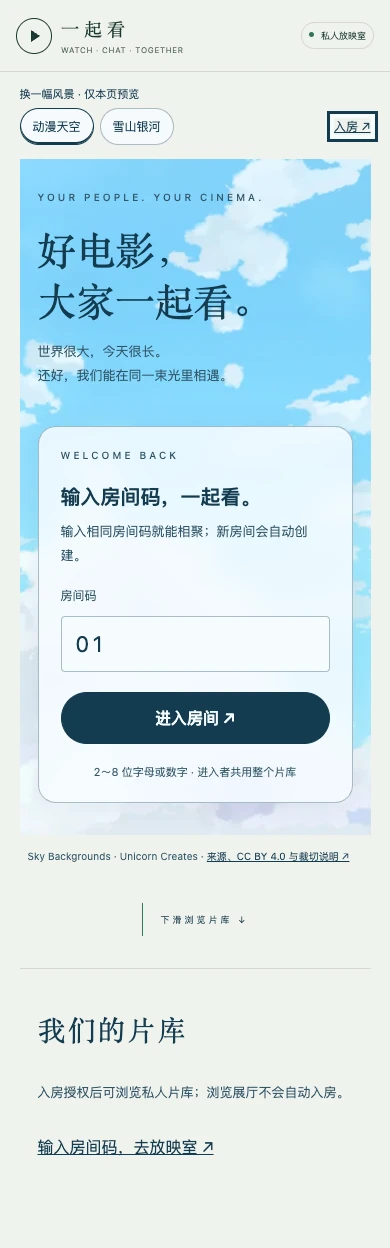 一起看
WATCH · CHAT · TOGETHER
私人放映室
换一幅风景 · 仅本页预览
动漫天空
雪山银河
入房 ↗
YOUR PEOPLE. YOUR CINEMA.
好电影，
大家一起看。
世界很大，今天很长。
还好，我们能在同一束光里相遇。
WELCOME BACK
输入房间码，一起看。
输入相同房间码就能相聚；新房间会自动创
建。
房间码
01
进入房间 ↗
2～8 位字母或数字 · 进入者共用整个片库
Sky Backgrounds · Unicorn Creates · 来源、CC BY 4.0 与裁切说明 ↗
下滑浏览片库 ↓
我们的片库
入房授权后可浏览私人片库；浏览展厅不会自动入房。
输入房间码，去放映室 ↗